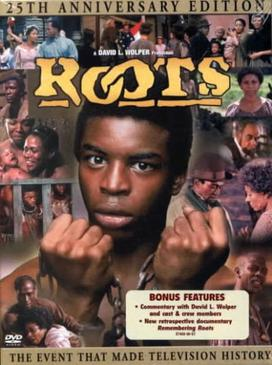 25TH ANNIVERSARY EDITION
A DAVID L. WOLPER Production
ROOTS
BONUS FEATURES
• Commentary with David L. Wolper
and cast & crew members
• New retrospective documentary
Remembering Roots
DVD
THE EVENT THAT MADE TELEVISION HISTORY